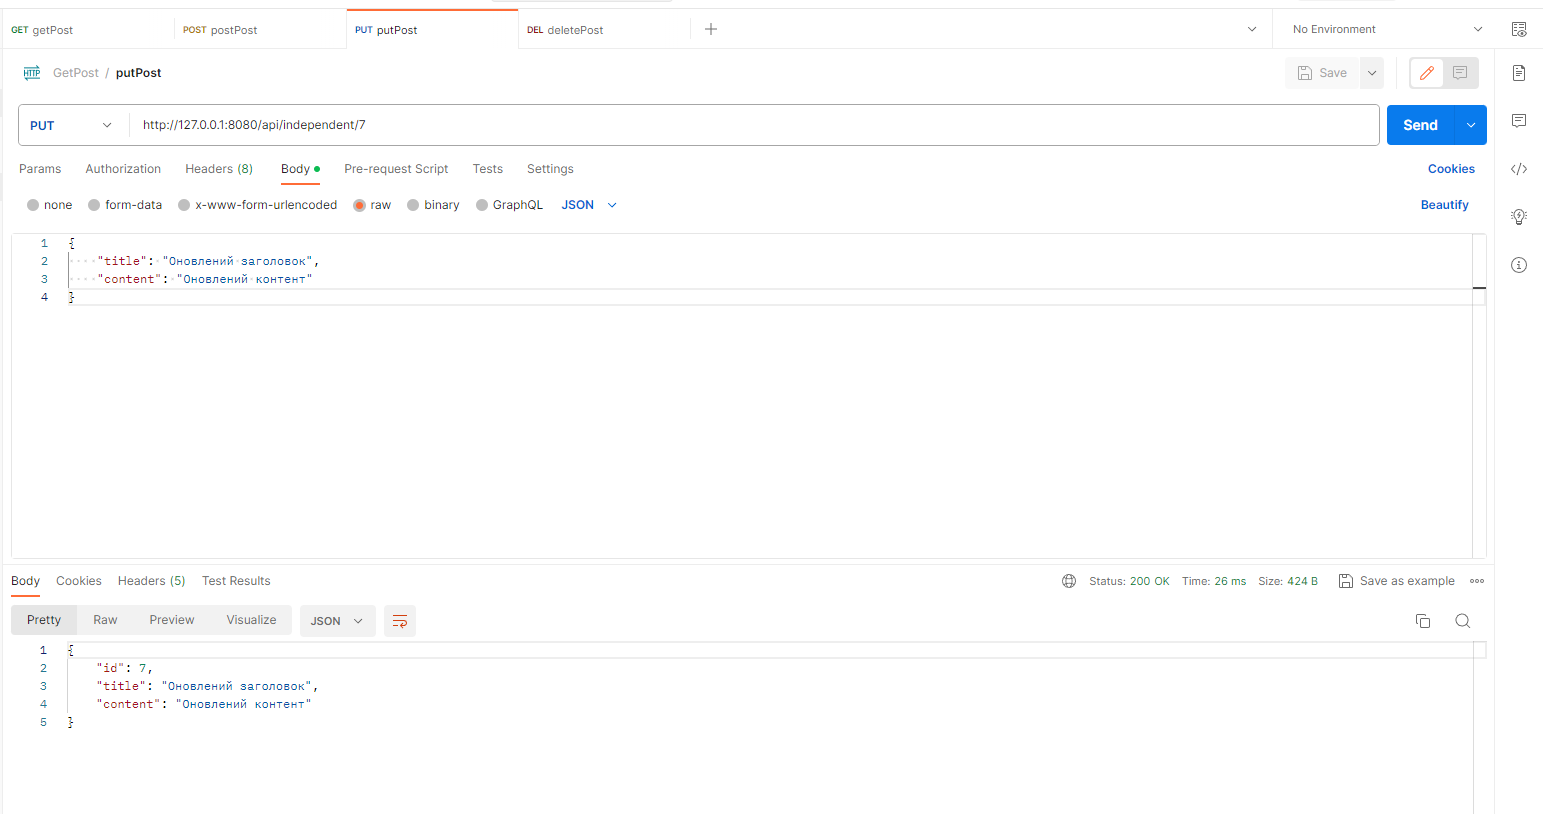 GET getPost POST postPost PUT putPost DEL deletePost No Environment
HTTP GetPost / putPost Save
PUT http://127.0.0.1:8080/api/independent/7 Send
Params Authorization Headers (8) Body Pre-request Script Tests Settings Cookies
none form-data x-www-form-urlencoded raw binary GraphQL JSON Beautify
1 {
2 "title": "Оновлений заголовок",
3 "content": "Оновлений контент"
4 }
Body Cookies Headers (5) Test Results Status: 200 OK Time: 26 ms Size: 424 B Save as example
Pretty Raw Preview Visualize JSON
1 {
2 "id": 7,
3 "title": "Оновлений заголовок",
4 "content": "Оновлений контент"
5 }